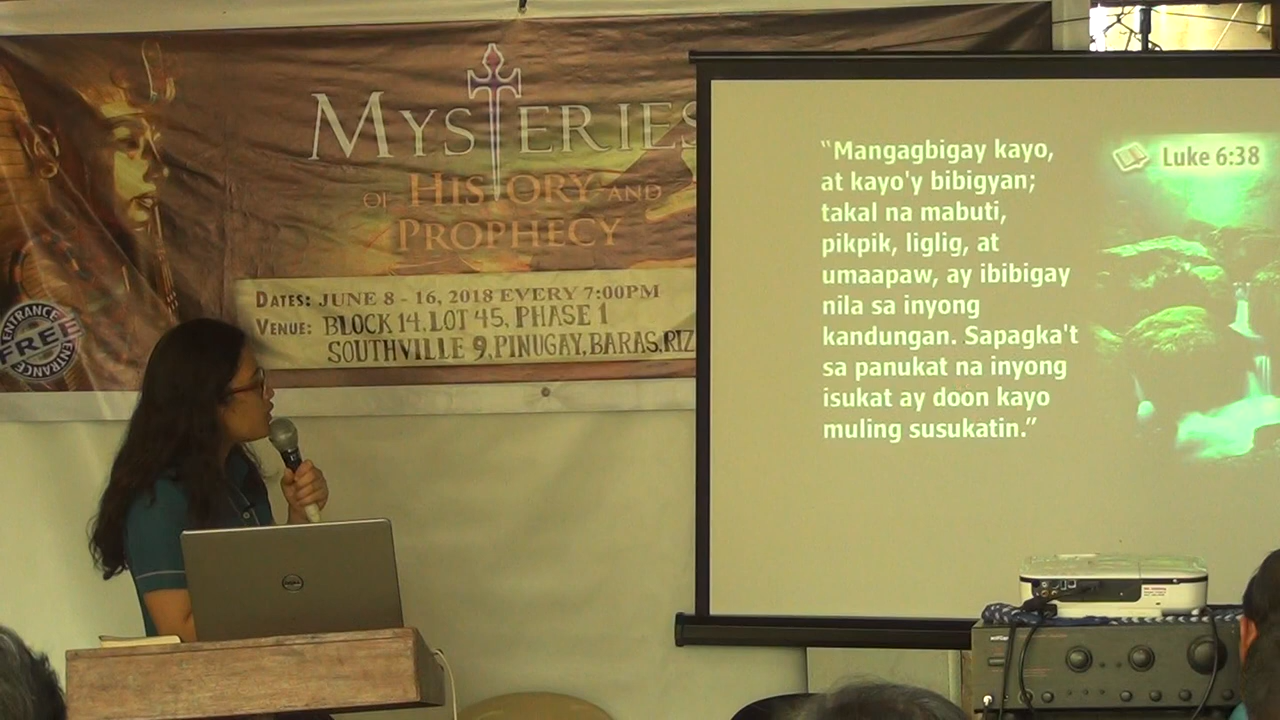 MYSTERIES
OF HISTORY AND
PROPHECY
DATES: JUNE 8 - 16, 2018 EVERY 7:00PM
VENUE: BLOCK 14, LOT 45, PHASE 1
SOUTHVILLE 9, PINUGAY, BARAS, RIZ
ENTRANCE
FREE
ENTRANCE
Luke 6:38
“Mangagbigay kayo,
at kayo'y bibigyan;
takal na mabuti,
pikpik, liglig, at
umaapaw, ay ibibigay
nila sa inyong
kandungan. Sapagka't
sa panukat na inyong
isukat ay doon kayo
muling susukatin.”
DELL